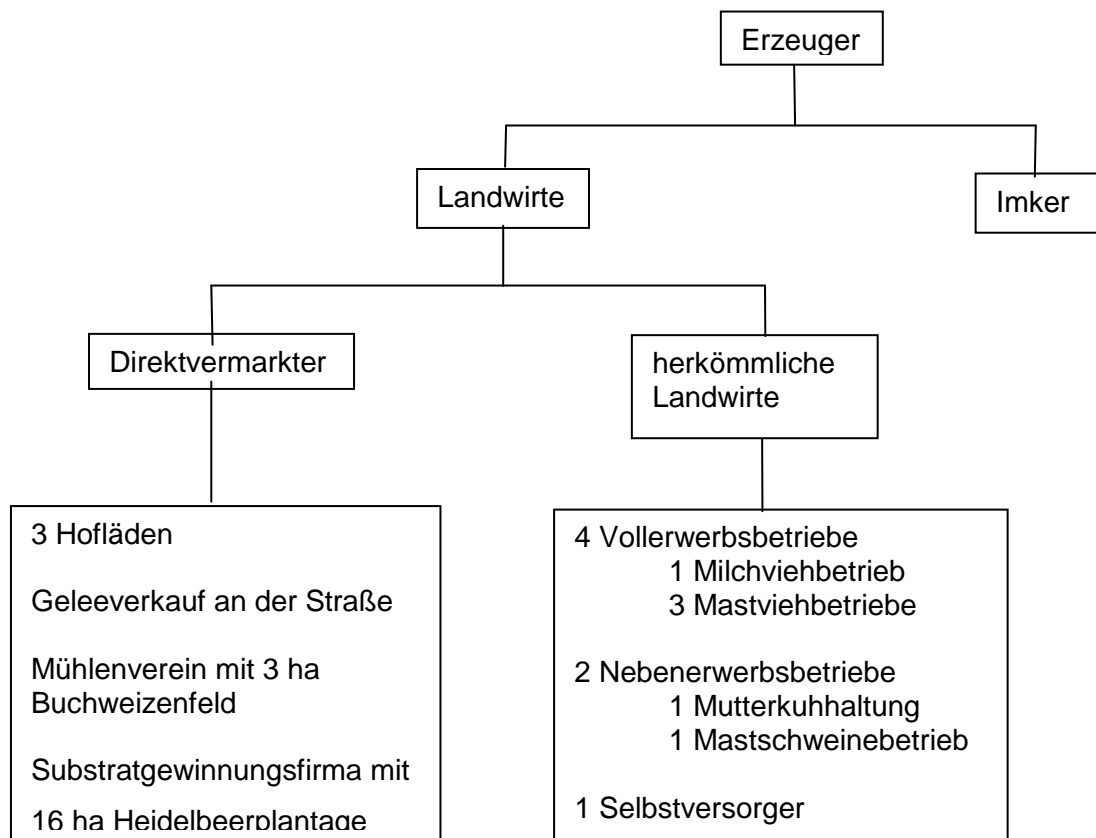 Erzeuger
Landwirte
Imker
Direktvermarkter
herkömmliche
Landwirte
3 Hofläden
Geleeverkauf an der Straße
Mühlenverein mit 3 ha
Buchweizenfeld
Substratgewinnungsfirma mit
16 ha Heidelbeerplantage
4 Vollerwerbsbetriebe
1 Milchviehbetrieb
3 Mastviehbetriebe
2 Nebenerwerbsbetriebe
1 Mutterkuhhaltung
1 Mastschweinebetrieb
1 Selbstversorger